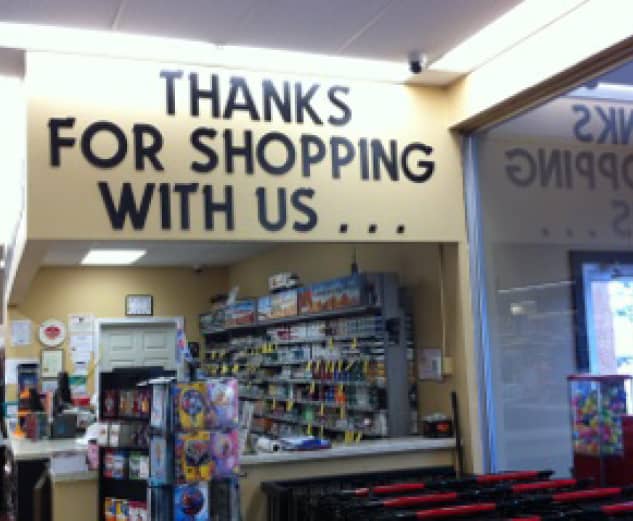 THANKS
FOR SHOPPING
WITH US . . .